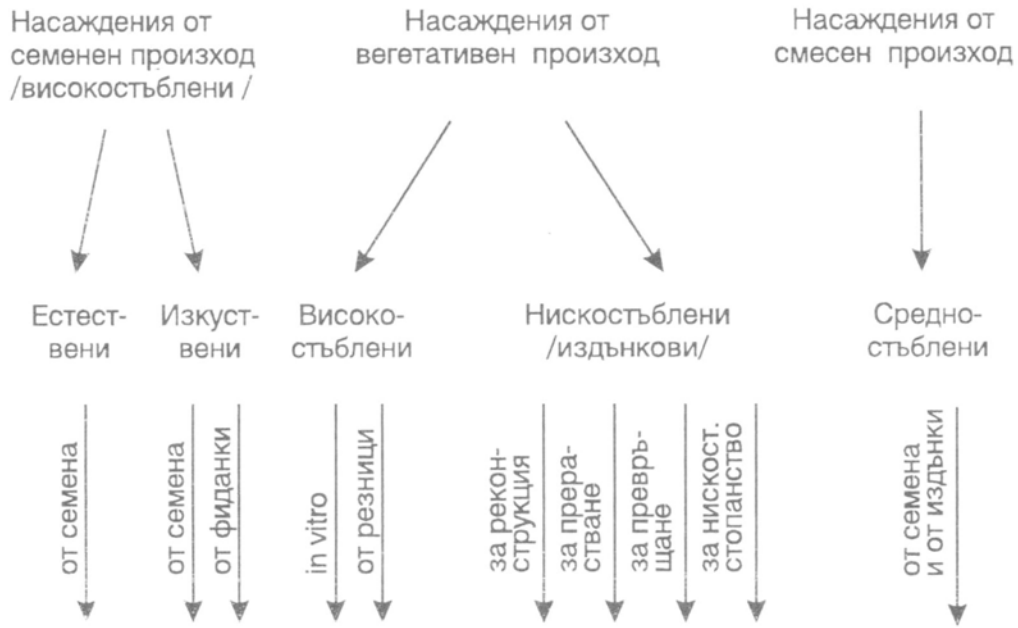 Насаждения от
семенен произход
/високостъблени /
Насаждения от
вегетативен произход
Насаждения от
смесен произход
Естест-
вени
Изкуст-
вени
Високо-
стъблени
Нискостъблени
/издънкови/
Средно-
стъблени
от семена
от семена
от фиданки
in vitro
от резници
за рекон-
струкция
за прера-
стване
за превръ-
щане
за нискост.
стопанство
от семена
и от издънки